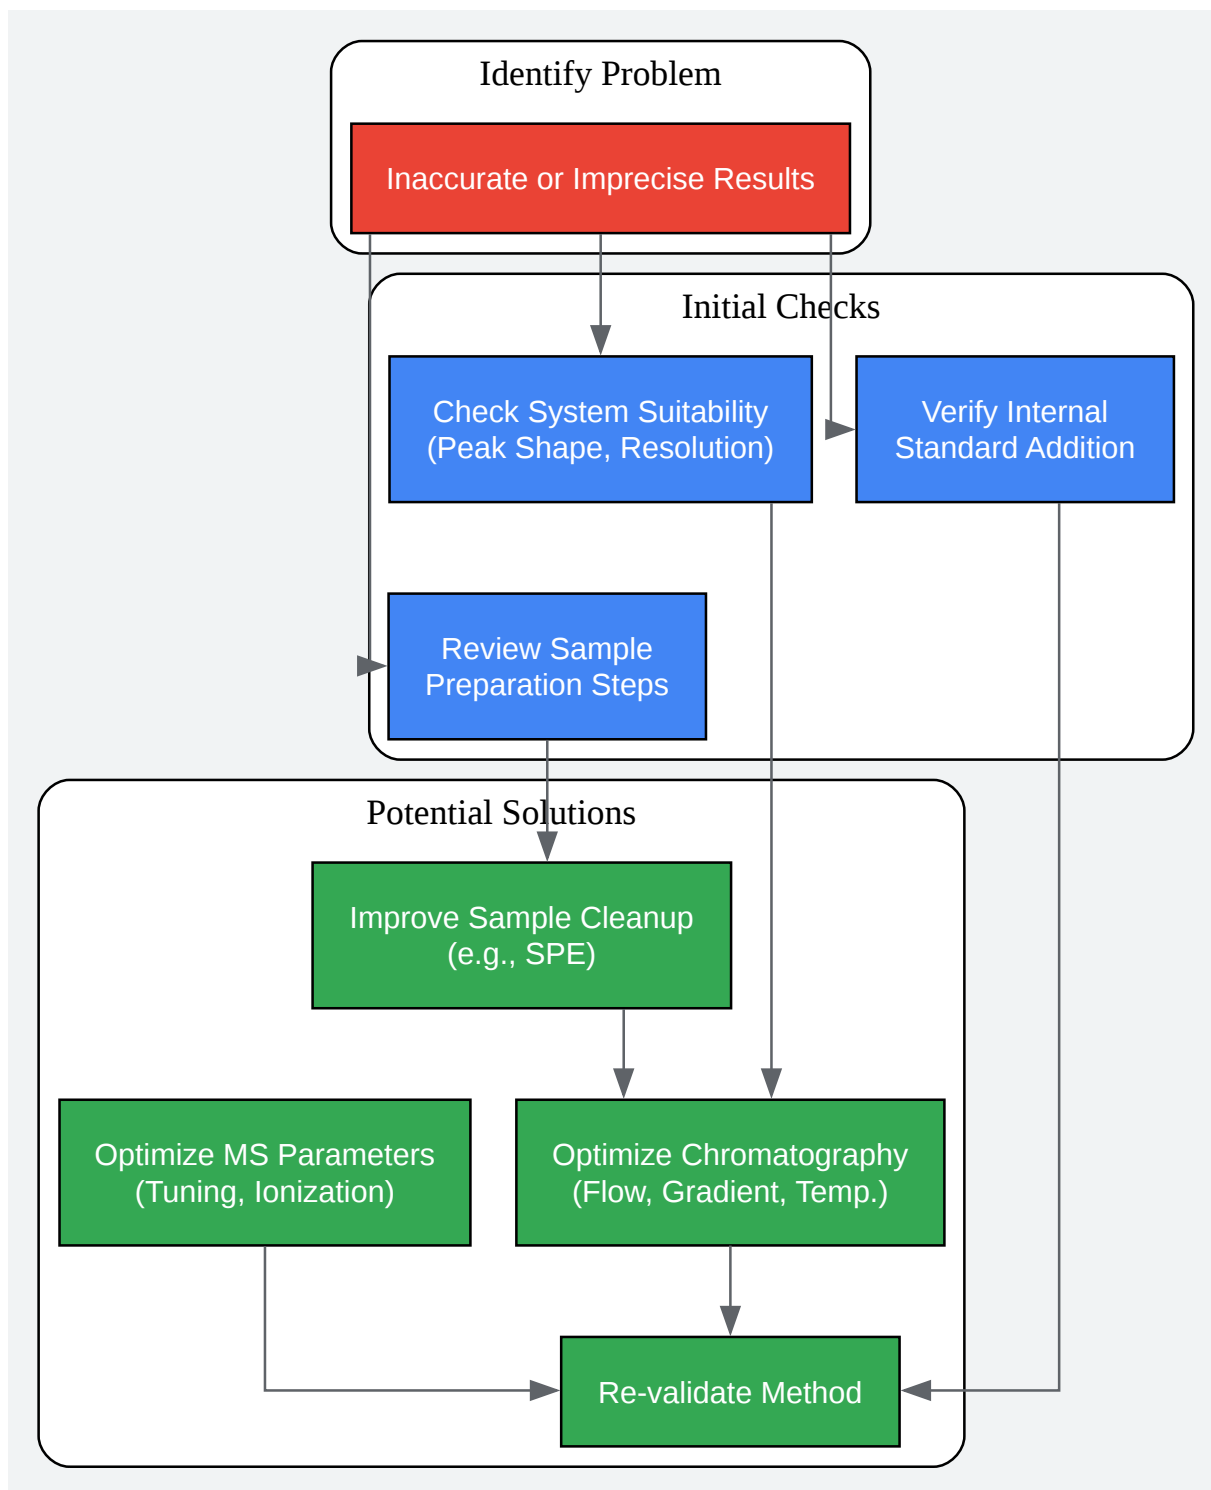 Identify Problem
Inaccurate or Imprecise Results
Initial Checks
Check System Suitability
(Peak Shape, Resolution)
Verify Internal
Standard Addition
Review Sample
Preparation Steps
Potential Solutions
Improve Sample Cleanup
(e.g., SPE)
Optimize MS Parameters
(Tuning, Ionization)
Optimize Chromatography
(Flow, Gradient, Temp.)
Re-validate Method